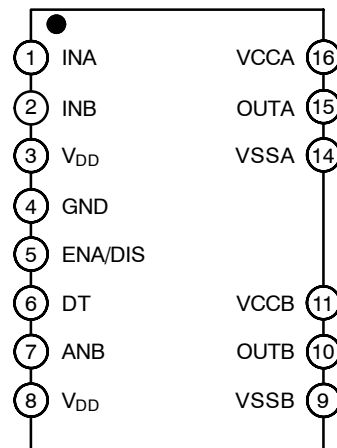 1 INA VCCA 16
2 INB OUTA 15
3 VDD VSSA 14
4 GND
5 ENA/DIS
6 DT VCCB 11
7 ANB OUTB 10
8 VDD VSSB 9